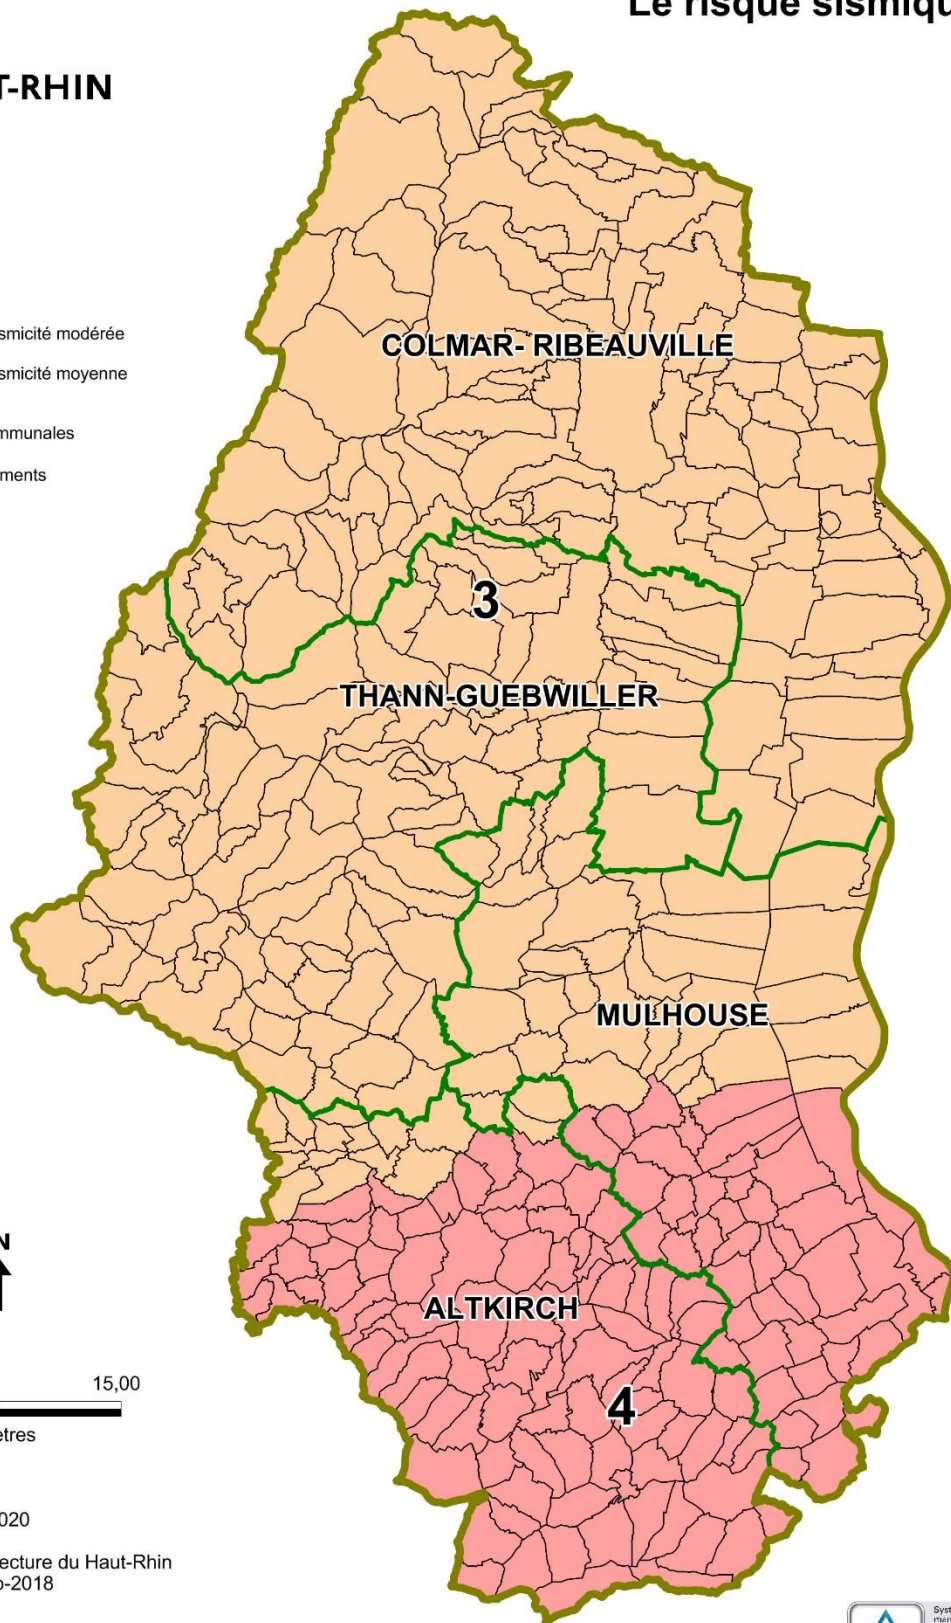 Le risque sismiqu
T-RHIN
smicité modérée
smicité moyenne
mmunales
ments
COLMAR- RIBEAUVILLE
3
THANN-GUEBWILLER
MULHOUSE
ALTKIRCH
4
N
15,00
ètres
020
ecture du Haut-Rhin
o-2018